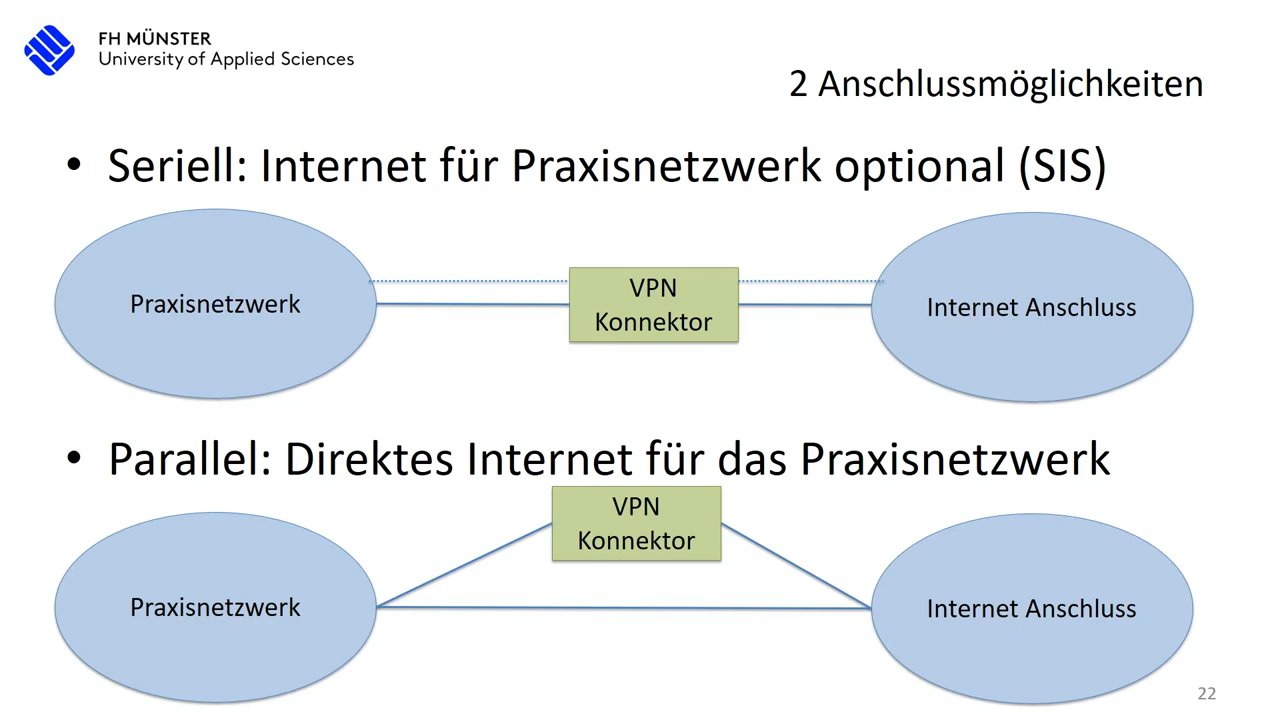 FH MÜNSTER
University of Applied Sciences
2 Anschlussmöglichkeiten
• Seriell: Internet für Praxisnetzwerk optional (SIS)
Praxisnetzwerk
VPN
Konnektor
Internet Anschluss
• Parallel: Direktes Internet für das Praxisnetzwerk
VPN
Konnektor
Praxisnetzwerk
Internet Anschluss
22